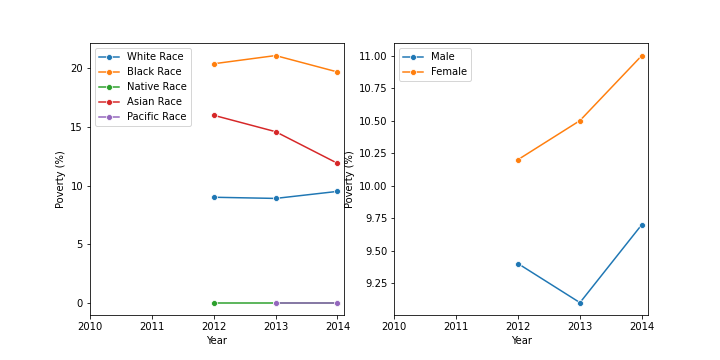 White Race
Black Race
Native Race
Asian Race
Pacific Race
20
15
10
5
0
Poverty (%)
2010 2011 2012 2013 2014
Year
Male
Female
11.00
10.75
10.50
10.25
10.00
9.75
9.50
9.25
Poverty (%)
2010 2011 2012 2013 2014
Year